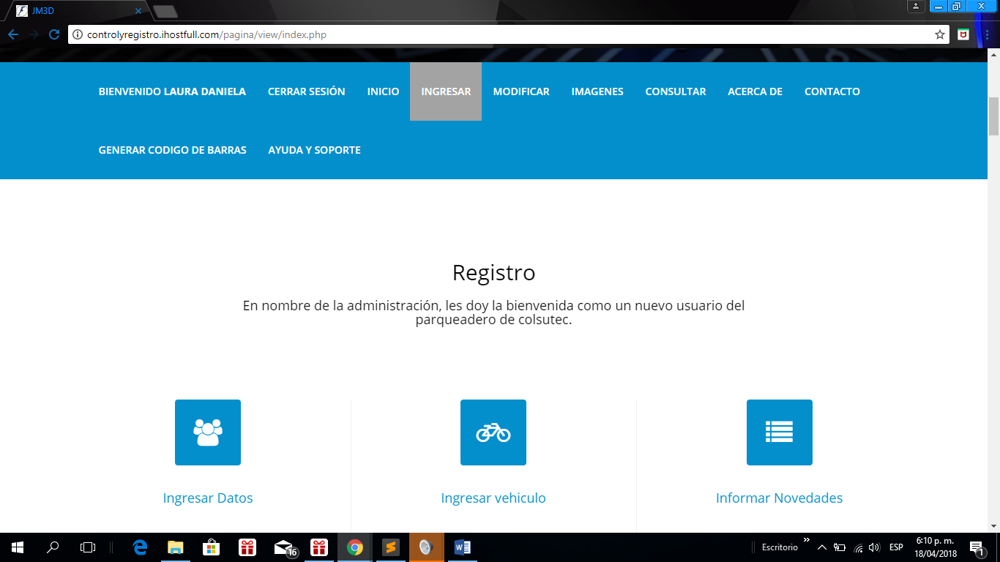 JM3D
controlyregistro.ihostfull.com/pagina/view/index.php
BIENVENIDO LAURA DANIELA CERRAR SESIÓN INICIO INGRESAR MODIFICAR IMAGENES CONSULTAR ACERCA DE CONTACTO
GENERAR CODIGO DE BARRAS AYUDA Y SOPORTE
Registro
En nombre de la administración, les doy la bienvenida como un nuevo usuario del
parqueadero de colsutec.
Ingresar Datos Ingresar vehiculo Informar Novedades
16
Escritorio
ESP
6:10 p. m.
18/04/2018
1